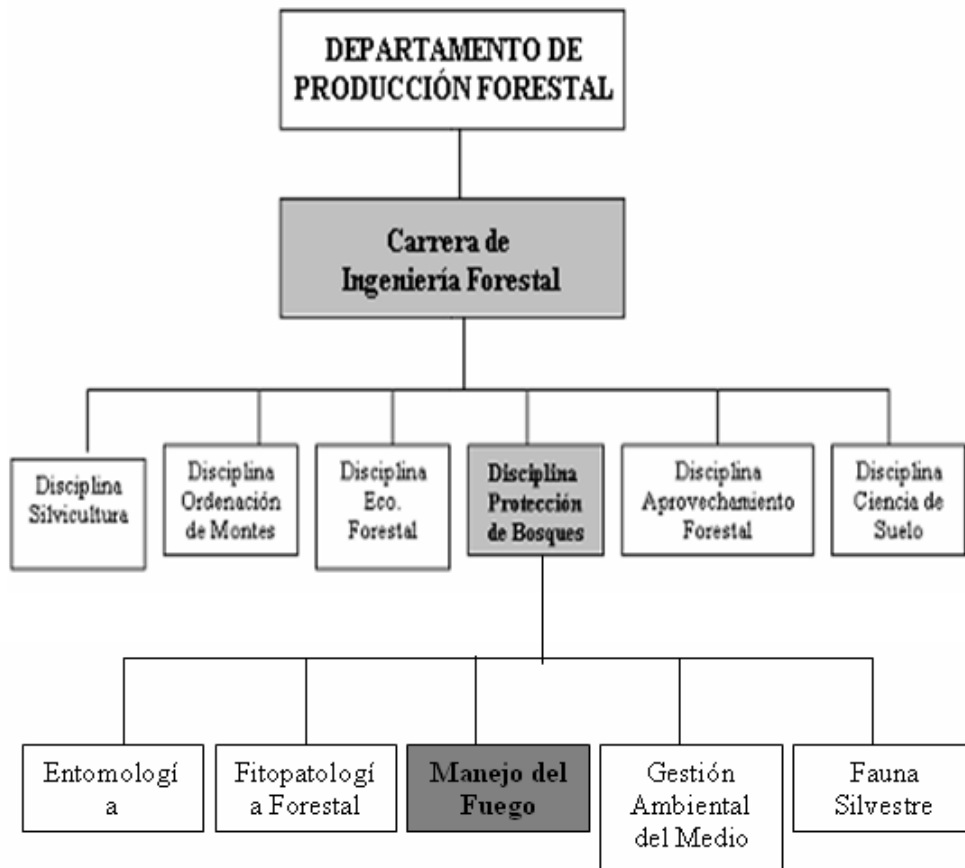 DEPARTAMENTO DE
PRODUCCIÓN FORESTAL
Carrera de
Ingeniería Forestal
Disciplina
Silvicultura
Disciplina
Ordenación
de Montes
Disciplina
Eco.
Forestal
Disciplina
Protección
de Bosques
Disciplina
Aprovechamiento
Forestal
Disciplina
Ciencia de
Suelo
Entomologí
a
Fitopatologí
a Forestal
Manejo del
Fuego
Gestión
Ambiental
del Medio
Fauna
Silvestre